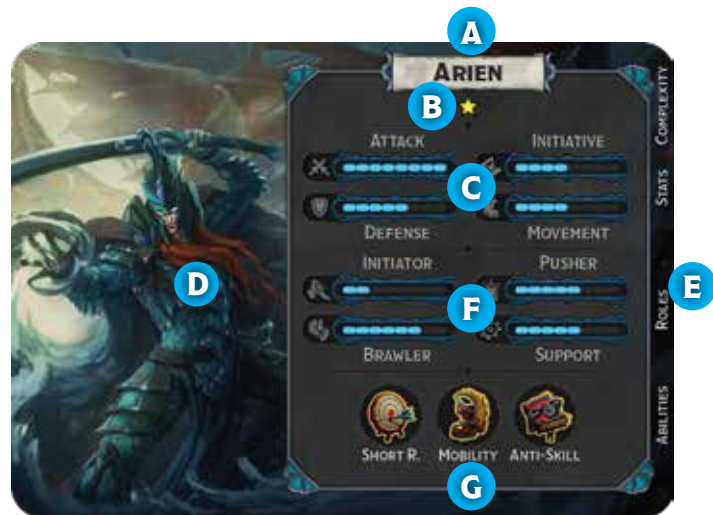 A
ARIEN
B
ATTACK INITIATIVE
C
DEFENSE MOVEMENT
INITIATOR PUSHER
D
F
BRAWLER SUPPORT
SHORT R. MOBILITY ANTI-SKILL
G
COMPLEXITY
STATS
E
ROLES
ABILITIES